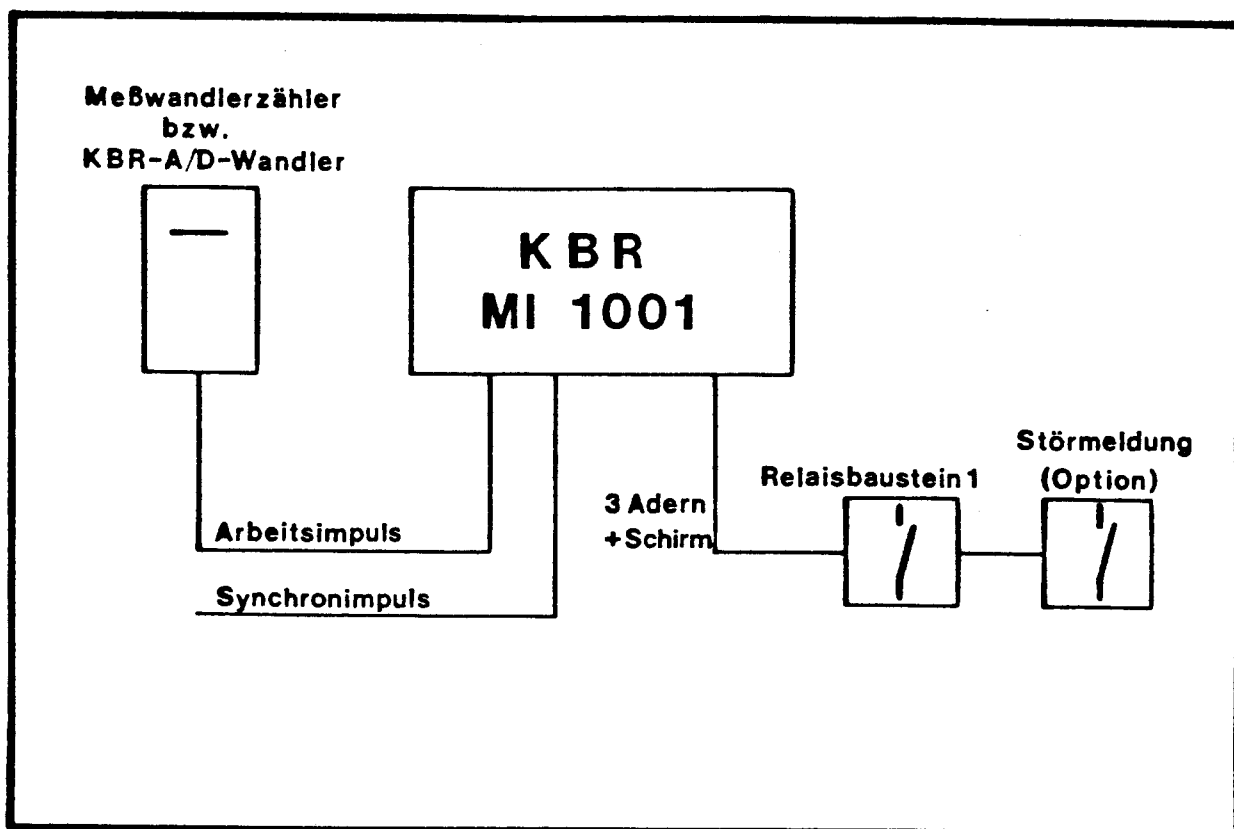 Meßwandlerzähler
bzw.
KBR-A/D-Wandler
KBR
MI 1001
Störmeldung
(Option)
Relaisbaustein 1
3 Adern
+Schirm
Arbeitsimpuls
Synchronimpuls